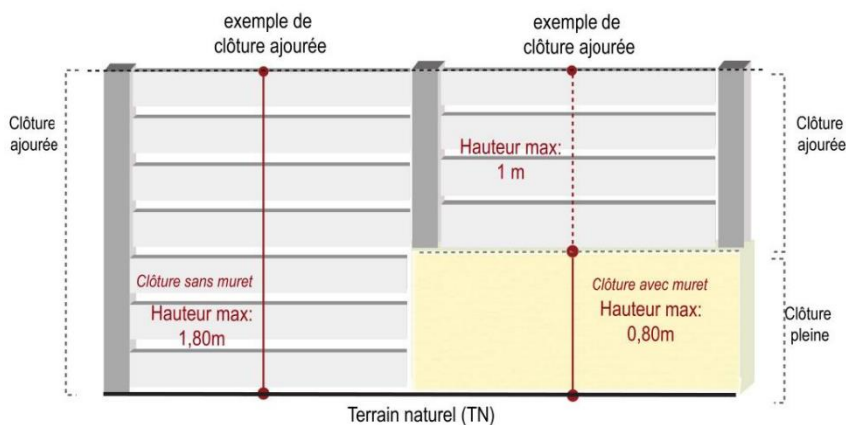 exemple de
clôture ajourée
exemple de
clôture ajourée
Clôture
ajourée
Hauteur max:
1 m
Clôture
ajourée
Clôture sans muret
Hauteur max:
1,80m
Clôture avec muret
Hauteur max:
0,80m
Clôture
pleine
Terrain naturel (TN)